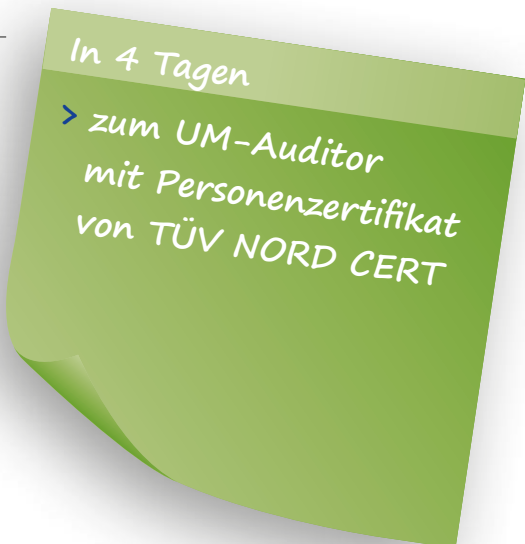 In 4 Tagen
> zum UM-Auditor
mit Personenzertifikat
von TÜV NORD CERT